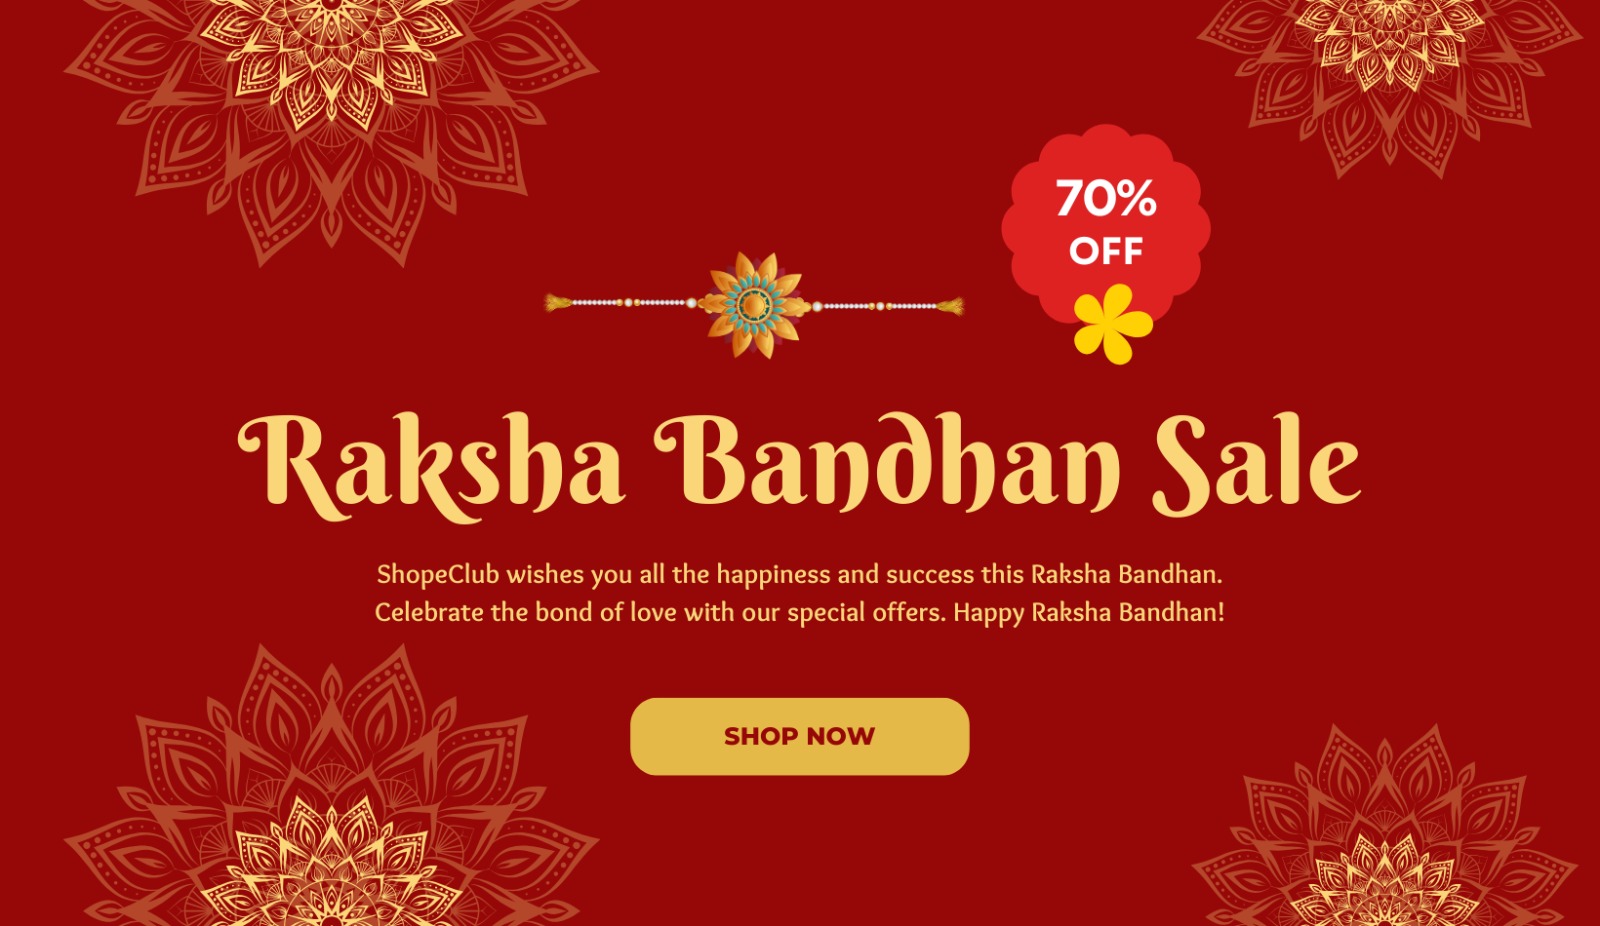 70%
OFF
Raksha Bandhan Sale
ShopeClub wishes you all the happiness and success this Raksha Bandhan.
Celebrate the bond of love with our special offers. Happy Raksha Bandhan!
SHOP NOW